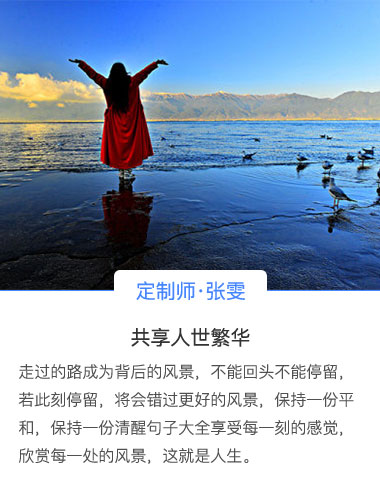 定制师·张雯
共享人世繁华
走过的路成为背后的风景，不能回头不能停留，
若此刻停留，将会错过更好的风景，保持一份平
和，保持一份清醒句子大全享受每一刻的感觉，
欣赏每一处的风景，这就是人生。